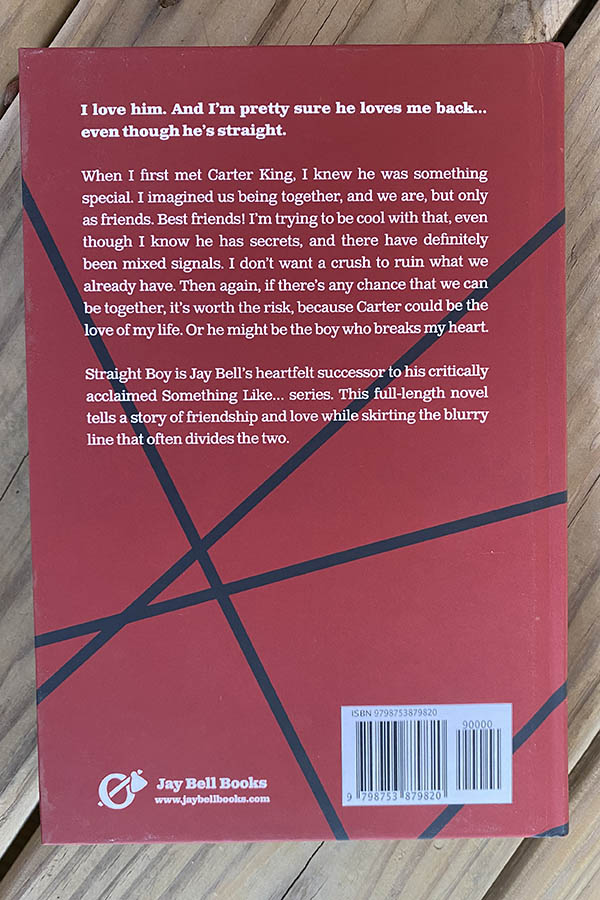 I love him. And I'm pretty sure he loves me back...
even though he's straight.
When I first met Carter King, I knew he was something
special. I imagined us being together, and we are, but only
as friends. Best friends! I'm trying to be cool with that, even
though I know he has secrets, and there have definitely
been mixed signals. I don't want a crush to ruin what we
already have. Then again, if there's any chance that we can
be together, it's worth the risk, because Carter could be the
love of my life. Or he might be the boy who breaks my heart.
Straight Boy is Jay Bell's heartfelt successor to his critically
acclaimed Something Like... series. This full-length novel
tells a story of friendship and love while skirting the blurry
line that often divides the two.
ISBN 9798753879820
90000
9 798753 879820
Jay Bell Books
www.jaybellbooks.com